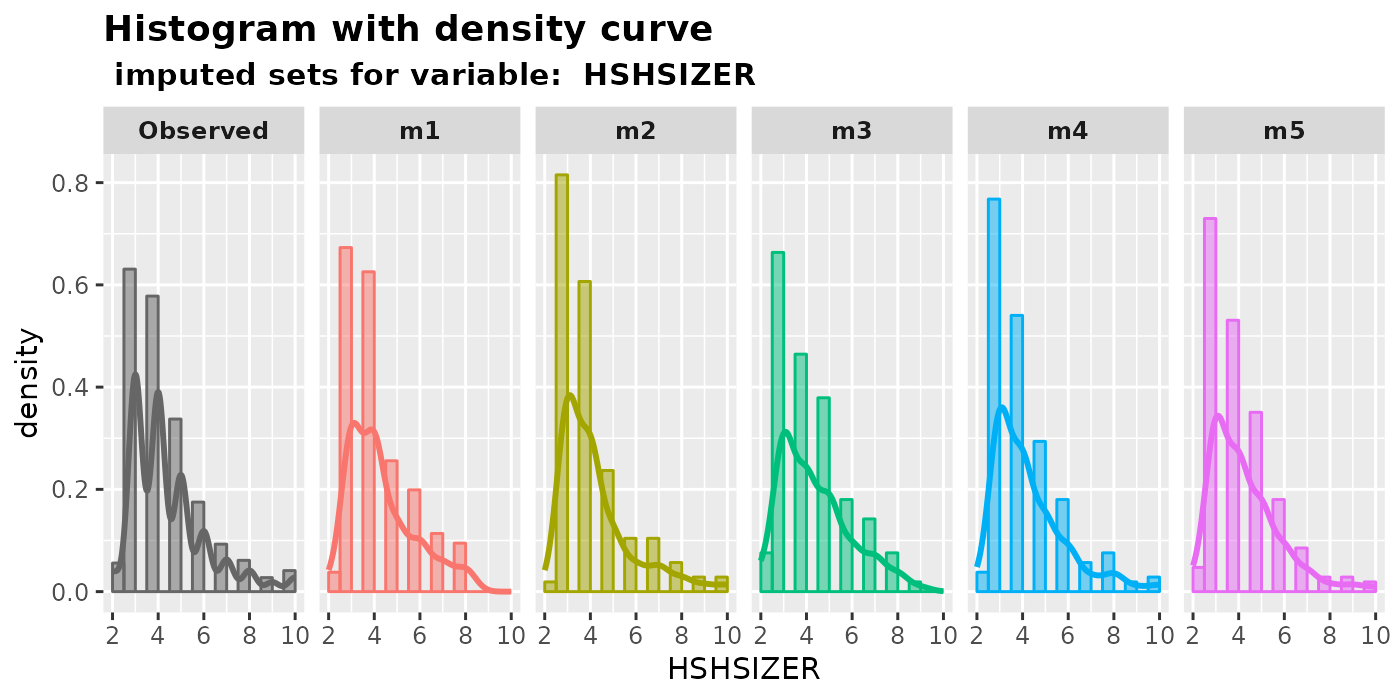 Histogram with density curve
imputed sets for variable:  HSHSIZER
Observed m1 m2 m3 m4 m5
0.8
0.6
0.4
0.2
0.0
density
2 4 6 8 10 2 4 6 8 10 2 4 6 8 10 2 4 6 8 10 2 4 6 8 10 2 4 6 8 10
HSHSIZER